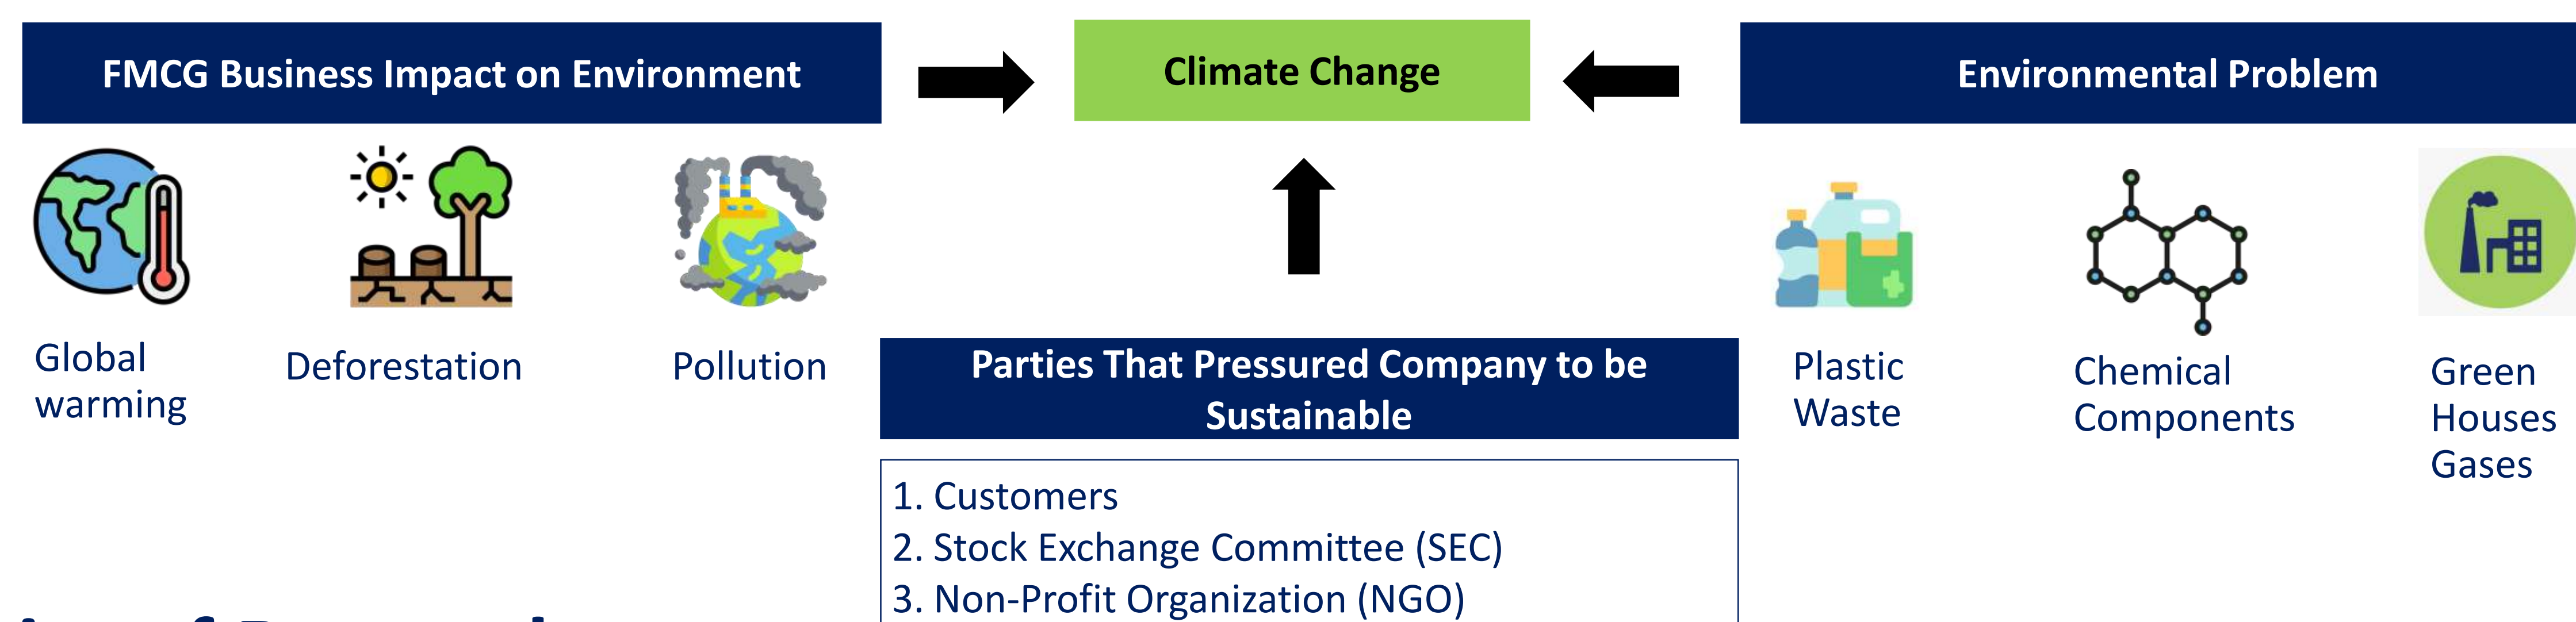 FMCG Business Impact on Environment
Climate Change
Environmental Problem
Global
warming
Deforestation
Pollution
Parties That Pressured Company to be
Sustainable
1. Customers
2. Stock Exchange Committee (SEC)
3. Non-Profit Organization (NGO)
Plastic
Waste
Chemical
Components
Green
Houses
Gases